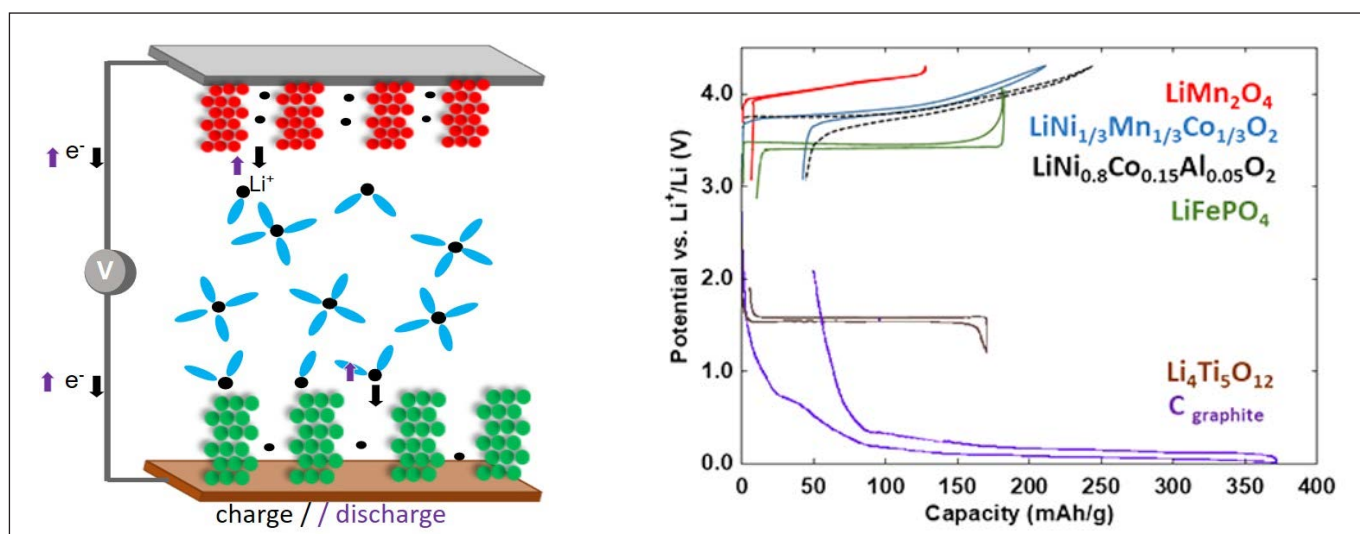 e-
Li+
V
e-
charge / / discharge
Potential vs. Li+/Li (V)
4.0
3.0
2.0
1.0
0.0
LiMn2O4
LiNi1/3Mn1/3Co1/3O2
LiNi0.8Co0.15Al0.05O2
LiFePO4
Li4Ti5O12
C graphite
0 50 100 150 200 250 300 350 400
Capacity (mAh/g)